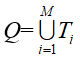 Q = ⋃_{i=1}^{M} T_i